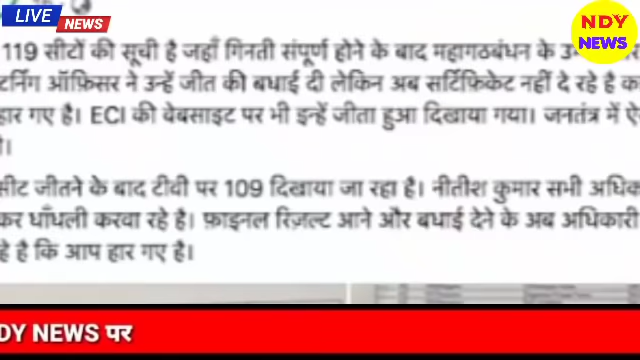 LIVE NEWS
NDY NEWS
119 सीटों की सूची है जहाँ गिनती संपूर्ण होने के बाद महागठबंधन के
टर्निंग ऑफ़िसर ने उन्हें जीत की बधाई दी लेकिन अब सर्टिफ़िकेट नहीं दे रहे है
हार गए है। ECI की वेबसाइट पर भी इन्हें जीता हुआ दिखाया गया। जनतंत्र में
सीट जीतने के बाद टीवी पर 109 दिखाया जा रहा है। नीतीश कुमार सभी
कर धाँधली करवा रहे है। फ़ाइनल रिज़ल्ट आने और बधाई देने के अब अधिकारी
हे है कि आप हार गए है।
DY NEWS पर